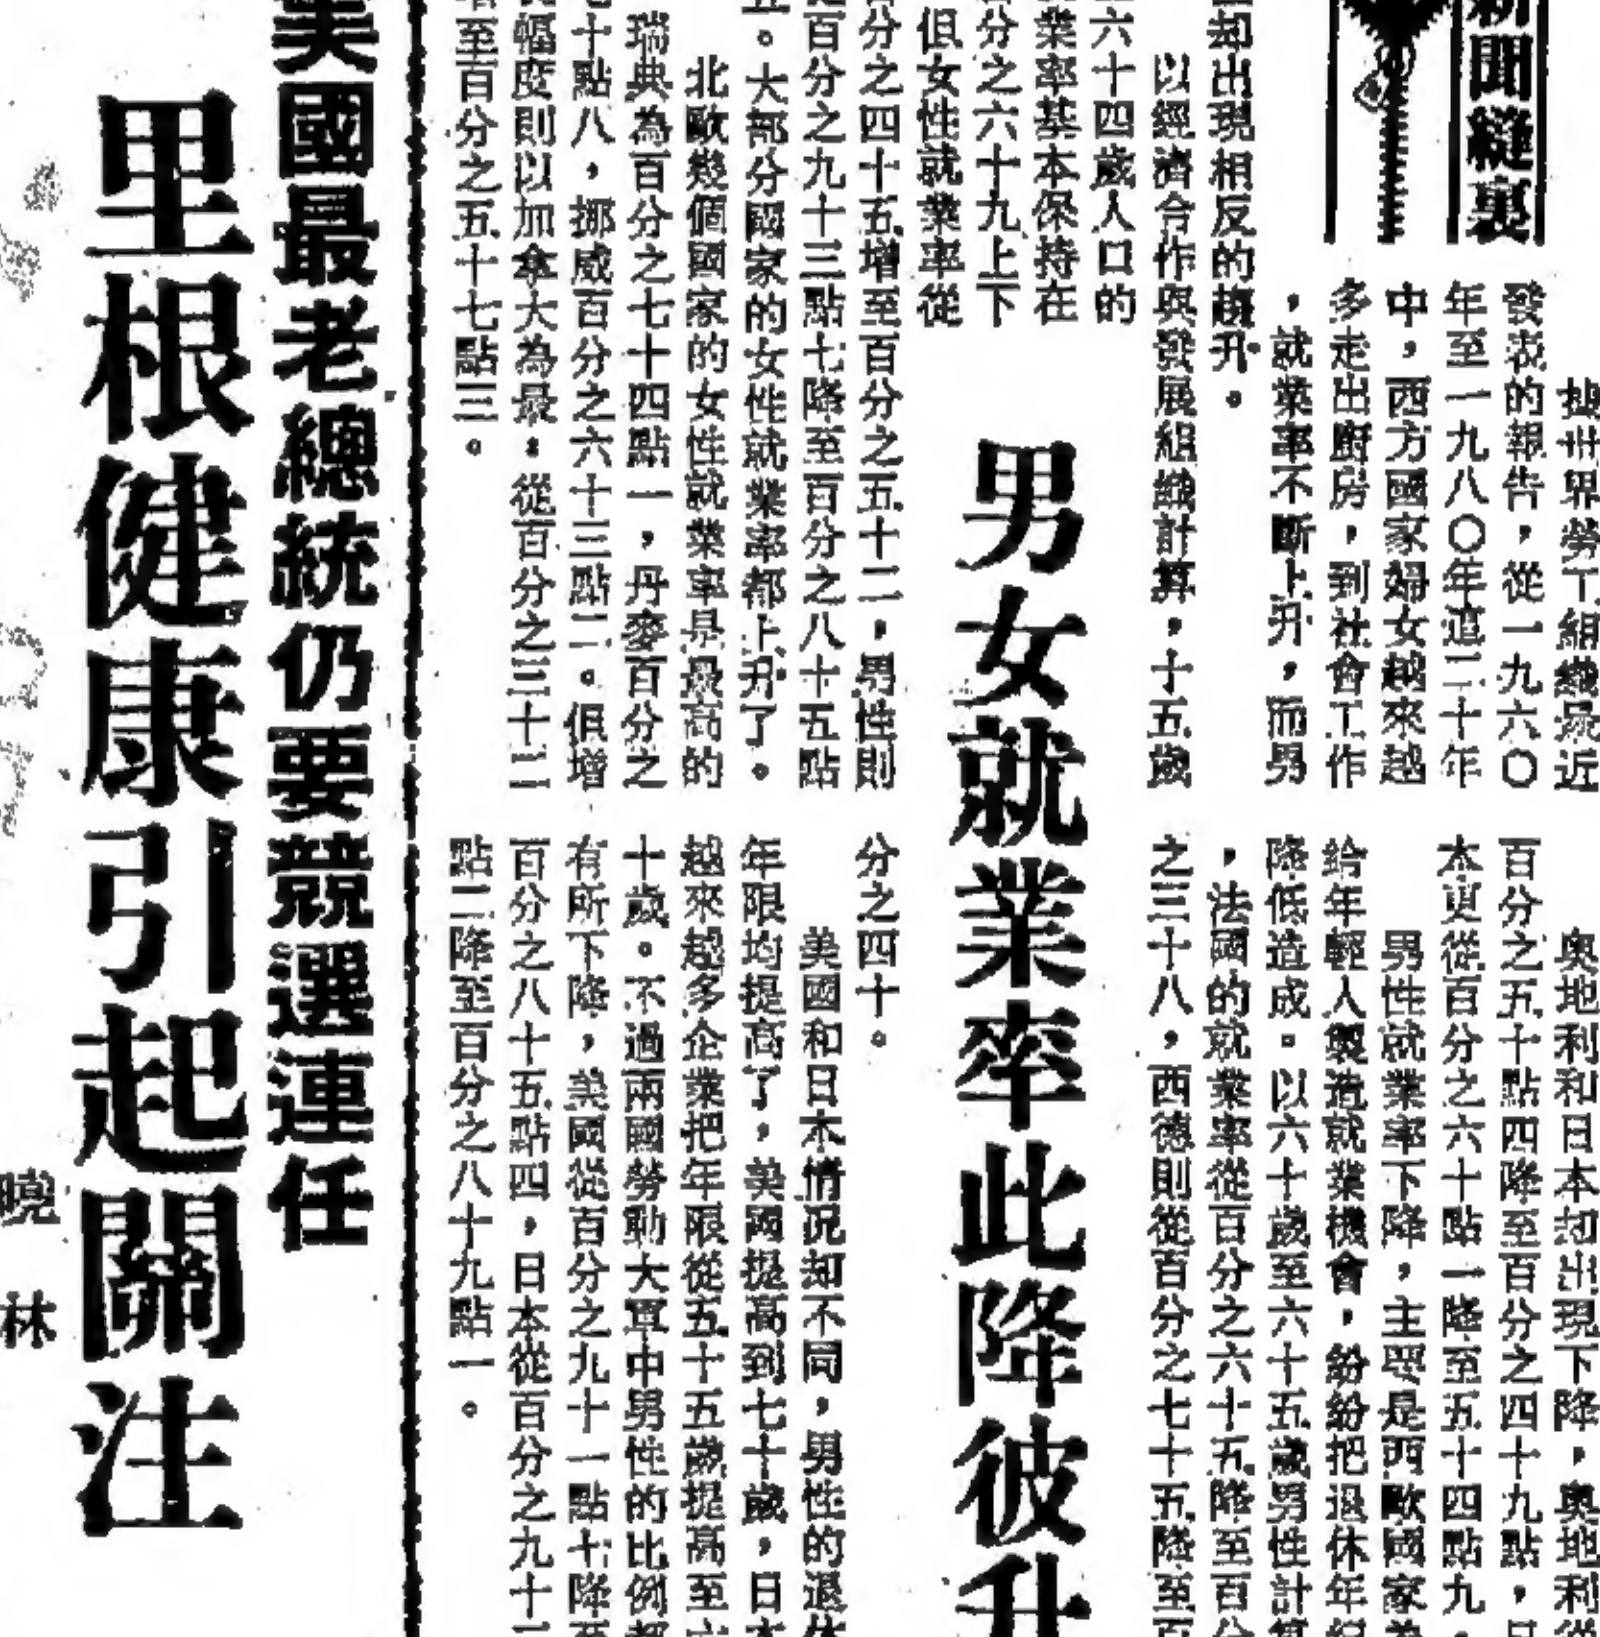 新聞縫裏
男女就業率此降彼升
據世界勞工組織最近
發表的報告，從一九六〇
年至一九八〇年這二十年
中，西方國家婦女越來越
多走出廚房，到社會工作
，就業率不斷上升，而男
却出現相反的趨升。
以經濟合作與發展組織計算，十五歲
六十四歲人口的
業率基本保持在
分之六十九上下
但女性就業率從
分之四十五增至百分之五十二，男性則
百分之九十三點七降至百分之八十五點
。大部分國家的女性就業率都上升了。
北歐幾個國家的女性就業率是最高的
瑞典為百分之七十四點一，丹麥百分之
十點八，挪威百分之六十三點二。但增
幅度則以加拿大為最，從百分之三十三
至百分之五十七點三。
奧地利和日本却出現下降，奧地利從
百分之五十點四降至百分之四十九點，
本更從百分之六十點一降至五十四點九。
男性就業率下降，主要是西歐國家為
給年輕人製造就業機會，紛紛把退休年紀
降低造成。以六十歲至六十五歲男性計算
，法國的就業率從百分之六十五降至百分
之三十八，西德則從百分之七十五降至百
分之四十。
美國和日本情況却不同，男性的退休
年限均提高了，美國提高到七十歲，日本
越來越多企業把年限從五十五歲提高至六
十歲。不過兩國勞動大軍中男性的比例都
有所下降，美國從百分之九十一點七降至
百分之八十五點四，日本從百分之九十二
點二降至百分之八十九點一。
美國最老總統仍要競選連任
里根健康引起關注
曉林